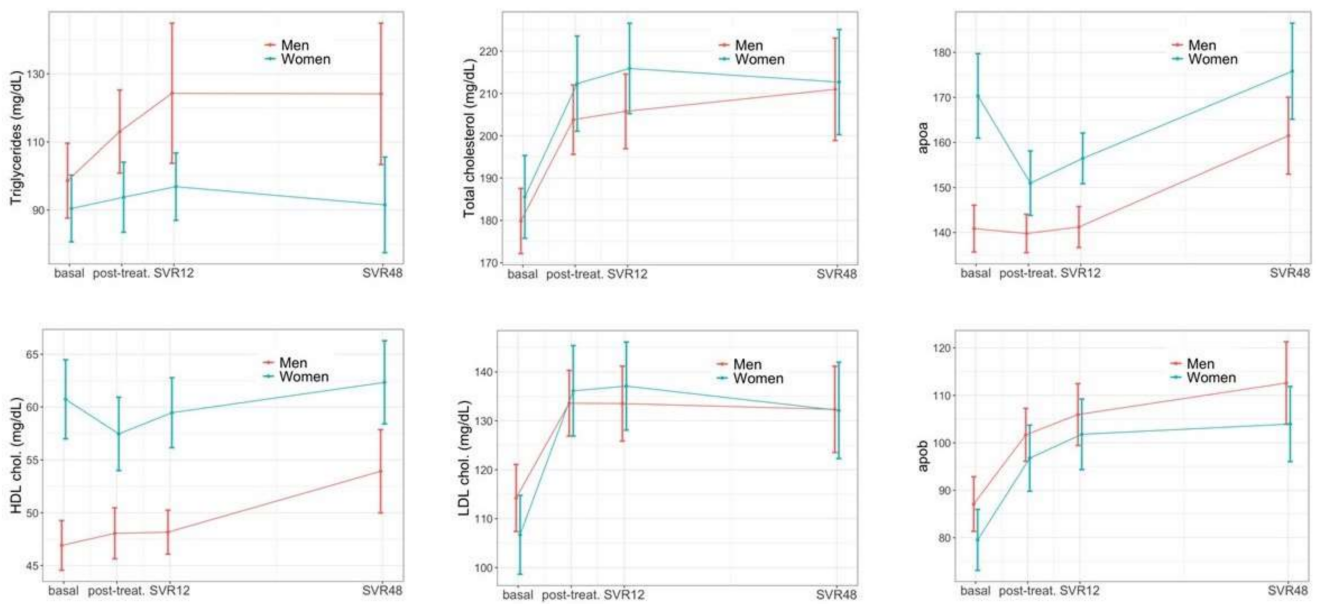 Triglycerides (mg/dL)
130
110
90
Men
Women
basal post-treat. SVR12 SVR48
Total cholesterol (mg/dL)
220
210
200
190
180
170
Men
Women
basal post-treat. SVR12 SVR48
apoa
180
170
160
150
140
Men
Women
basal post-treat. SVR12 SVR48
HDL chol. (mg/dL)
65
60
55
50
45
Men
Women
basal post-treat. SVR12 SVR48
LDL chol. (mg/dL)
140
130
120
110
100
Men
Women
basal post-treat. SVR12 SVR48
apob
120
110
100
90
80
Men
Women
basal post-treat. SVR12 SVR48